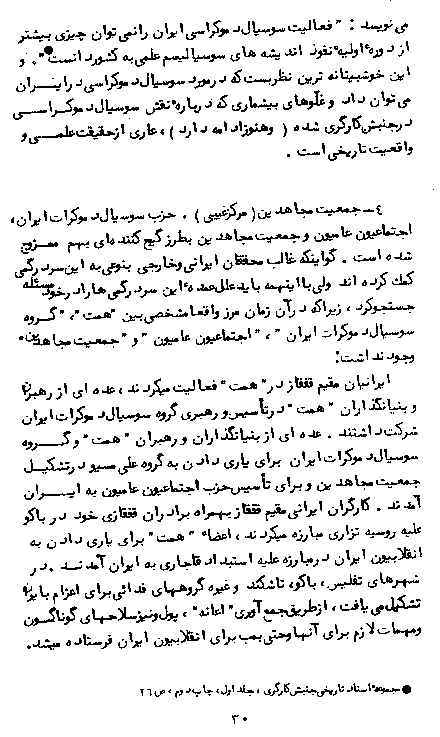 می نویسد : " فعالیت سوسیال دموکراسی ایران را نمی توان چیزی بیشتر
از دوره ٔ اولیه ٔ نفوذ اندیشه های سوسیالیسم علمی به کشور دانست " ● . و
این خوشبینانه ترین نظریست که در مورد سوسیال دموکراسی در ایران
می توان داد و غلوهای بیشماری که درباره ٔ نقش سوسیال دموکراسی
در جنبش کارگری شده ( وهنوز ادامه دارد ) ، عاری از حقیقت علمی و
واقعیت تاریخی است .
٤ – جمعیت مجاهدین ( مرکز غیبی ) . حزب سوسیال دموکرات ایران ،
اجتماعیون عامیون و جمعیت مجاهدین بطرز گیج کننده ای بهم ممزوج
شده است . گو اینکه غالب محققان ایرانی و خارجی بنوعی به این سردرگمی
کمک کرده اند ولی با اینهمه باید علل عمده ٔ این سردرگمی ها را در خود مسئله
جستجو کرد ، زیرا که در آن زمان مرز واقعا مشخصی بین " همت " ، " گروه
سوسیال دموکرات ایران " ، " اجتماعیون عامیون " و " جمعیت مجاهدین "
وجود نداشت :
ایرانیان مقیم قفقاز در " همت " فعالیت میکردند ، عده ای از رهبران
و بنیانگذاران " همت " در تأسیس و رهبری گروه سوسیال دموکرات ایران
شرکت داشتند . عده ای از بنیانگذاران و رهبران " همت " و گروه
سوسیال دموکرات ایران برای یاری دادن به گروه علی مسیو در تشکیل
جمعیت مجاهدین و برای تأسیس حزب اجتماعیون عامیون به ایران
آمدند . کارگران ایرانی مقیم قفقاز بهمراه برادران قفقازی خود در باکو
علیه روسیه تزاری مبارزه میکردند ، اعضاء " همت " برای یاری دادن به
انقلابیون ایران در مبارزه علیه استبداد قاجاری به ایران آمدند . در
شهرهای تفلیس ، باکو ، تاشکند و غیره گروههای فدائی برای اعزام به ایران
تشکیل می یافت ، از طریق جمع آوری " اعانه " ، پول و نیز سلاحهای گوناگون
و مهمات لازم برای آنها و حتی بمب برای انقلابیون ایران فرستاده میشد .
● مجموعه ٔ اسناد تاریخی جنبش کارگری ، جلد اول ، چاپ دوم ، ص ٢٦
٣٠